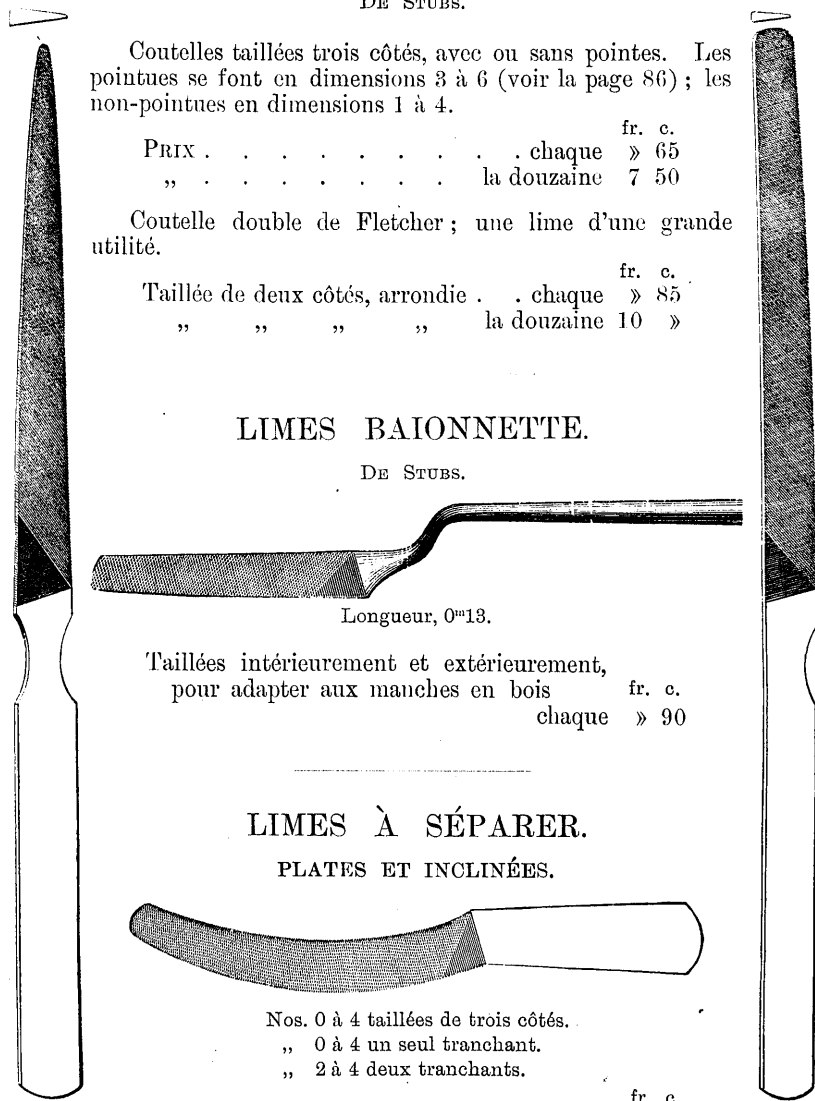 DE STUBS.
Coutelles taillées trois côtés, avec ou sans pointes. Les
pointues se font en dimensions 3 à 6 (voir la page 86) ; les
non-pointues en dimensions 1 à 4.
fr. c.
PRIX . . . . . . . . . chaque » 65
„ . . . . . . . la douzaine 7 50
Coutelle double de Fletcher ; une lime d'une grande
utilité.
fr. c.
Taillée de deux côtés, arrondie . . chaque » 85
„ „ „ „ la douzaine 10 »
LIMES BAIONNETTE.
DE STUBS.
Longueur, 0m13.
Taillées intérieurement et extérieurement,
pour adapter aux manches en bois fr. c.
chaque » 90
LIMES À SÉPARER.
PLATES ET INCLINÉES.
Nos. 0 à 4 taillées de trois côtés.
„ 0 à 4 un seul tranchant.
„ 2 à 4 deux tranchants.
fr. c.